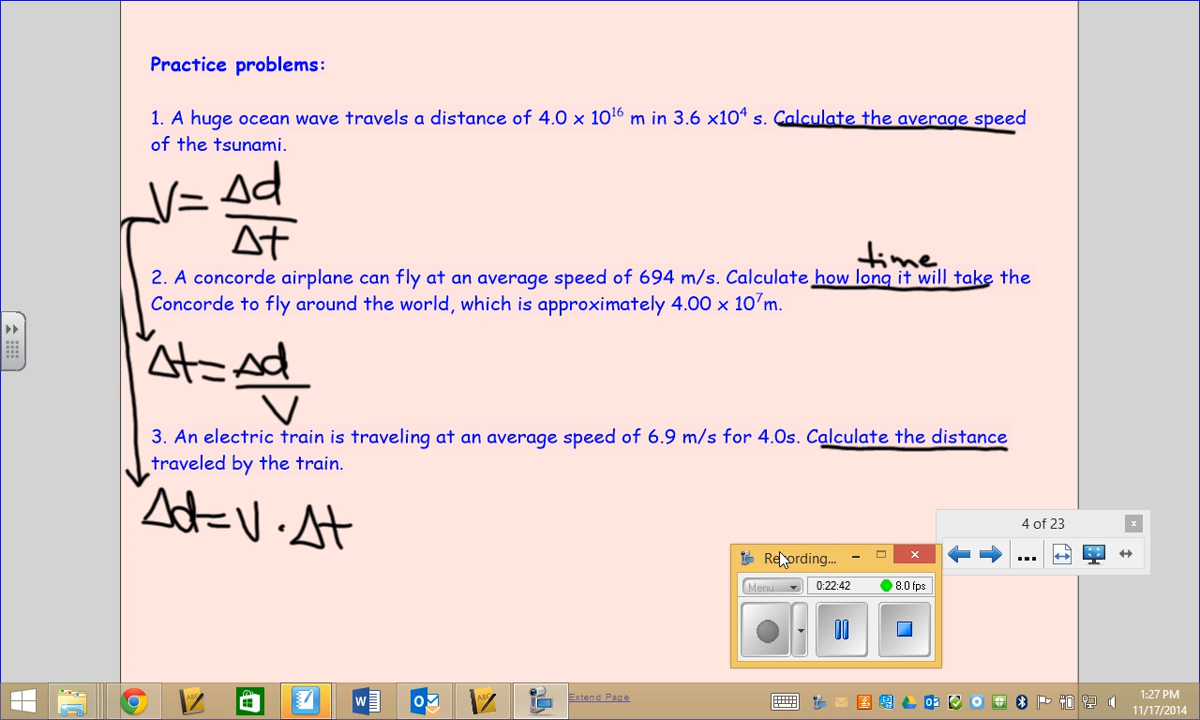 Practice problems:
1. A huge ocean wave travels a distance of 4.0 x 10¹⁶ m in 3.6 x10⁴ s. Calculate the average speed
of the tsunami.
V = Δd
Δt
time
2. A concorde airplane can fly at an average speed of 694 m/s. Calculate how long it will take the
Concorde to fly around the world, which is approximately 4.00 x 10⁷m.
Δt = Δd
V
3. An electric train is traveling at an average speed of 6.9 m/s for 4.0s. Calculate the distance
traveled by the train.
Δd = V · Δt
4 of 23
Recording...
Menu
0:22:42
8.0 fps
Extend Page
1:27 PM
11/17/2014